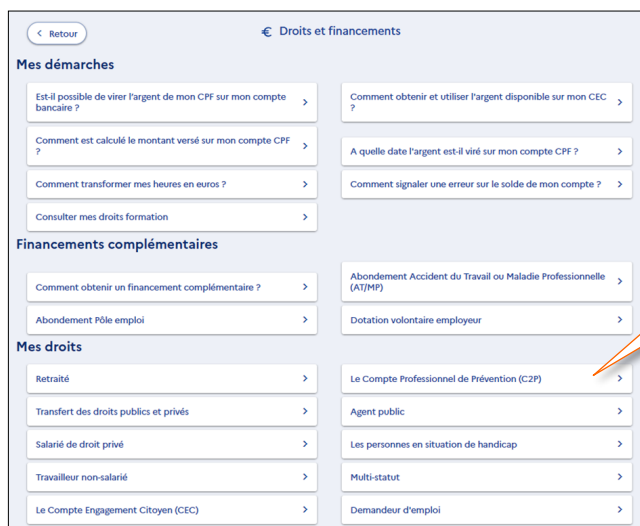 Retour
€ Droits et financements
Mes démarches
Est-il possible de virer l'argent de mon CPF sur mon compte
bancaire ?
Comment obtenir et utiliser l'argent disponible sur mon CEC
?
Comment est calculé le montant versé sur mon compte CPF
?
A quelle date l'argent est-il viré sur mon compte CPF ?
Comment transformer mes heures en euros ?
Comment signaler une erreur sur le solde de mon compte ?
Consulter mes droits formation
Financements complémentaires
Comment obtenir un financement complémentaire ?
Abondement Accident du Travail ou Maladie Professionnelle
(AT/MP)
Abondement Pôle emploi
Dotation volontaire employeur
Mes droits
Retraité
Le Compte Professionnel de Prévention (C2P)
Transfert des droits publics et privés
Agent public
Salarié de droit privé
Les personnes en situation de handicap
Travailleur non-salarié
Multi-statut
Le Compte Engagement Citoyen (CEC)
Demandeur d'emploi